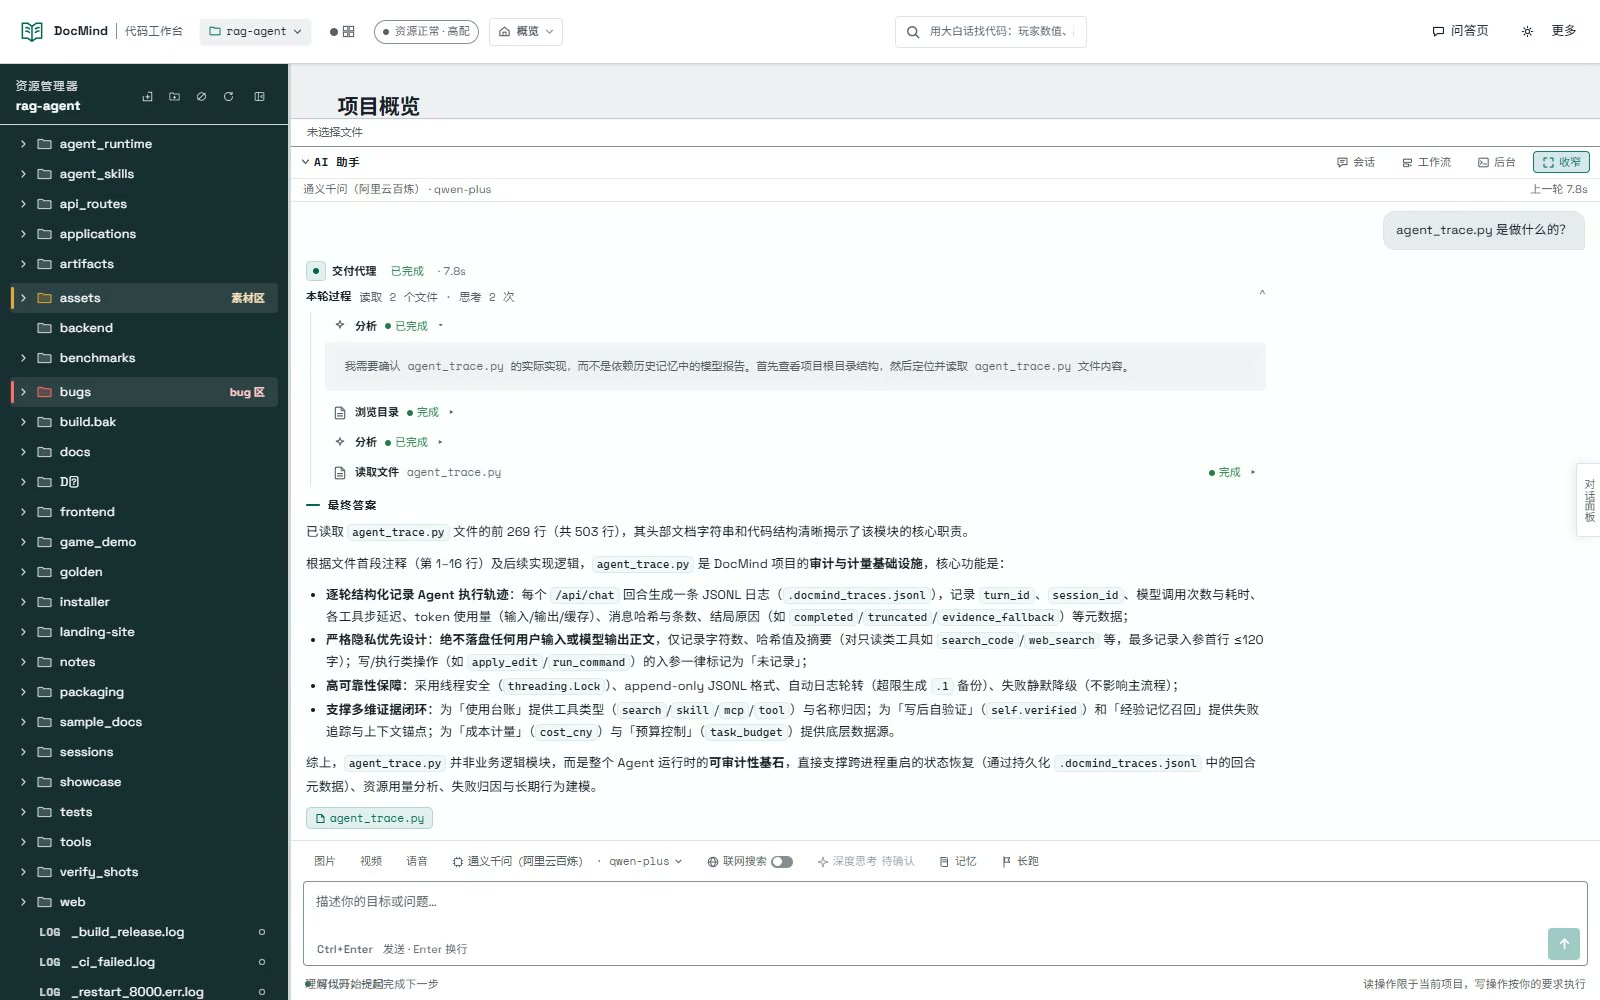 DocMind 代码工作台 rag-agent 资源正常 · 高配 概览 用大白话找代码：玩家数值、 问答页 更多
资源管理器
rag-agent
agent_runtime
agent_skills
api_routes
applications
artifacts
assets 素材区
backend
benchmarks
bugs bug 区
build.bak
docs
frontend
game_demo
golden
installer
landing-site
notes
packaging
sample_docs
sessions
showcase
tests
tools
verify_shots
web
LOG _build_release.log
LOG _ci_failed.log
LOG _restart_8000.err.log
项目概览
未选择文件
AI 助手 会话 工作流 后台 收窄
通义千问（阿里云百炼） · qwen-plus 上一轮 7.8s
agent_trace.py 是做什么的？
交付代理 已完成 · 7.8s
本轮过程 读取 2 个文件 · 思考 2 次
分析 已完成
我需要确认 agent_trace.py 的实际实现，而不是依赖历史记忆中的模型报告。首先查看项目根目录结构，然后定位并读取 agent_trace.py 文件内容。
浏览目录 完成
分析 已完成
读取文件 agent_trace.py 完成
最终答案
已读取 agent_trace.py 文件的前 269 行（共 503 行），其头部文档字符串和代码结构清晰揭示了该模块的核心职责。
根据文件首段注释（第 1–16 行）及后续实现逻辑， agent_trace.py 是 DocMind 项目的审计与计量基础设施，核心功能是：
• 逐轮结构化记录 Agent 执行轨迹：每个 /api/chat 回合生成一条 JSONL 日志（ .docmind_traces.jsonl ），记录 turn_id 、 session_id 、模型调用次数与耗时、
各工具步延迟、token 使用量（输入/输出/缓存）、消息哈希与条数、结局原因（如 completed / truncated / evidence_fallback ）等元数据；
• 严格隐私优先设计：绝不落盘任何用户输入或模型输出正文，仅记录字符数、哈希值及摘要（对只读类工具如 search_code / web_search 等，最多记录入参首行 ≤120
字）；写/执行类操作（如 apply_edit / run_command ）的入参一律标记为「未记录」；
• 高可靠性保障：采用线程安全（ threading.Lock ）、append-only JSONL 格式、自动日志轮转（超限生成 .1 备份）、失败静默降级（不影响主流程）；
• 支撑多维证据闭环：为「使用台账」提供工具类型（ search / skill / mcp / tool ）与名称归因；为「写后自验证」（ self.verified ）和「经验记忆召回」提供失败
追踪与上下文锚点；为「成本计量」（ cost_cny ）与「预算控制」（ task_budget ）提供底层数据源。
综上， agent_trace.py 并非业务逻辑模块，而是整个 Agent 运行时的可审计性基石，直接支撑跨进程重启的状态恢复（通过持久化 .docmind_traces.jsonl 中的回合
元数据）、资源用量分析、失败归因与长期行为建模。
agent_trace.py
对话面板
图片 视频 语音 通义千问（阿里云百炼） · qwen-plus 联网搜索 深度思考 待确认 记忆 长跑
描述你的目标或问题…
Ctrl+Enter 发送 · Enter 换行
完成下一步
读操作限于当前项目，写操作按你的要求执行